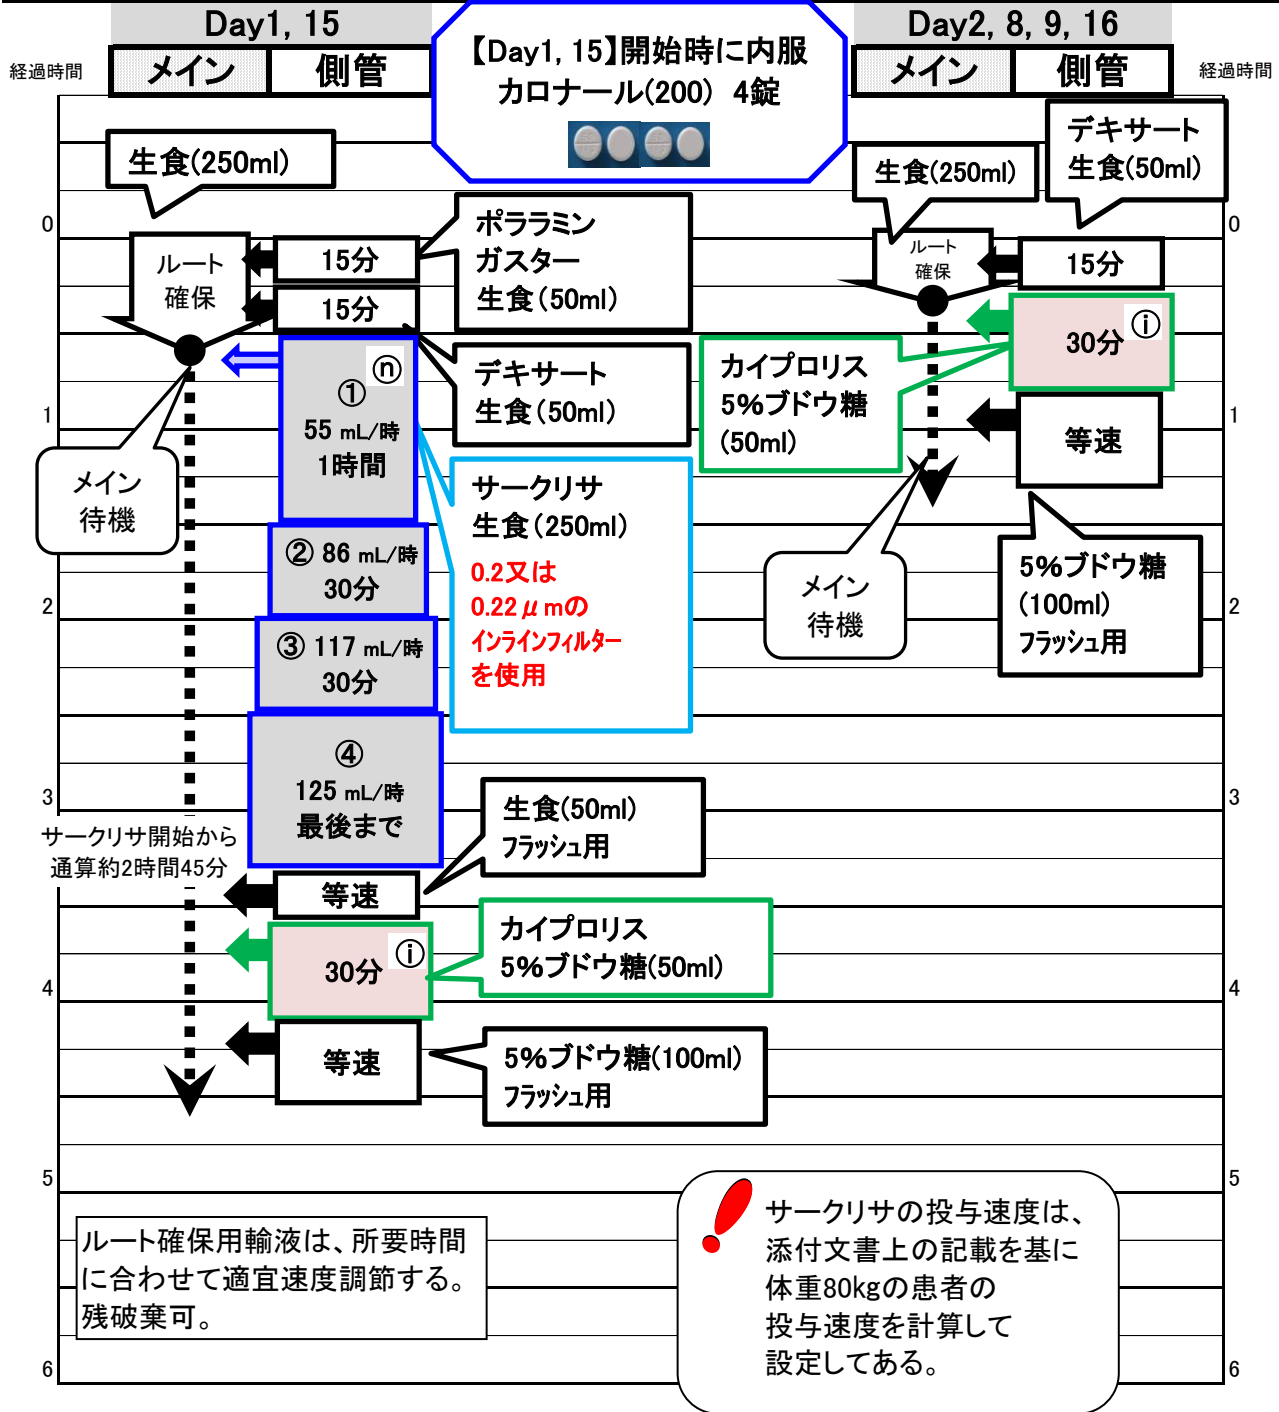 Day1, 15
メイン
側管
経過時間
【Day1, 15】開始時に内服
カロナール(200) 4錠
Day2, 8, 9, 16
メイン
側管
経過時間
生食(250ml)
0
ルート
確保
15分
15分
ポララミン
ガスター
生食(50ml)
デキサート
生食(50ml)
ⓝ
①
55 mL/時
1時間
1
メイン
待機
サークリサ
生食(250ml)
0.2又は
0.22μmの
インラインフィルター
を使用
② 86 mL/時
30分
2
③ 117 mL/時
30分
④
125 mL/時
最後まで
3
サークリサ開始から
通算約2時間45分
生食(50ml)
フラッシュ用
等速
カイプロリス
5%ブドウ糖(50ml)
30分
ⓘ
4
等速
5%ブドウ糖(100ml)
フラッシュ用
5
ルート確保用輸液は、所要時間
に合わせて適宜速度調節する。
残破棄可。
6
生食(250ml)
デキサート
生食(50ml)
0
ルート
確保
15分
30分
ⓘ
カイプロリス
5%ブドウ糖
(50ml)
1
等速
メイン
待機
5%ブドウ糖
(100ml)
フラッシュ用
2
3
4
5
サークリサの投与速度は、
添付文書上の記載を基に
体重80kgの患者の
投与速度を計算して
設定してある。
6